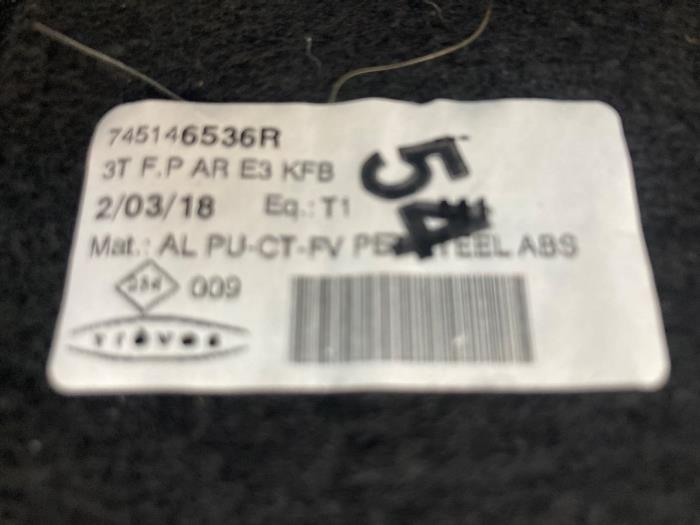 745146536R
3T F.P AR E3 KFB
54
2/03/18 Eq.: T1
Mat.: AL PU-CT-FV STEEL ABS
009
TREVES